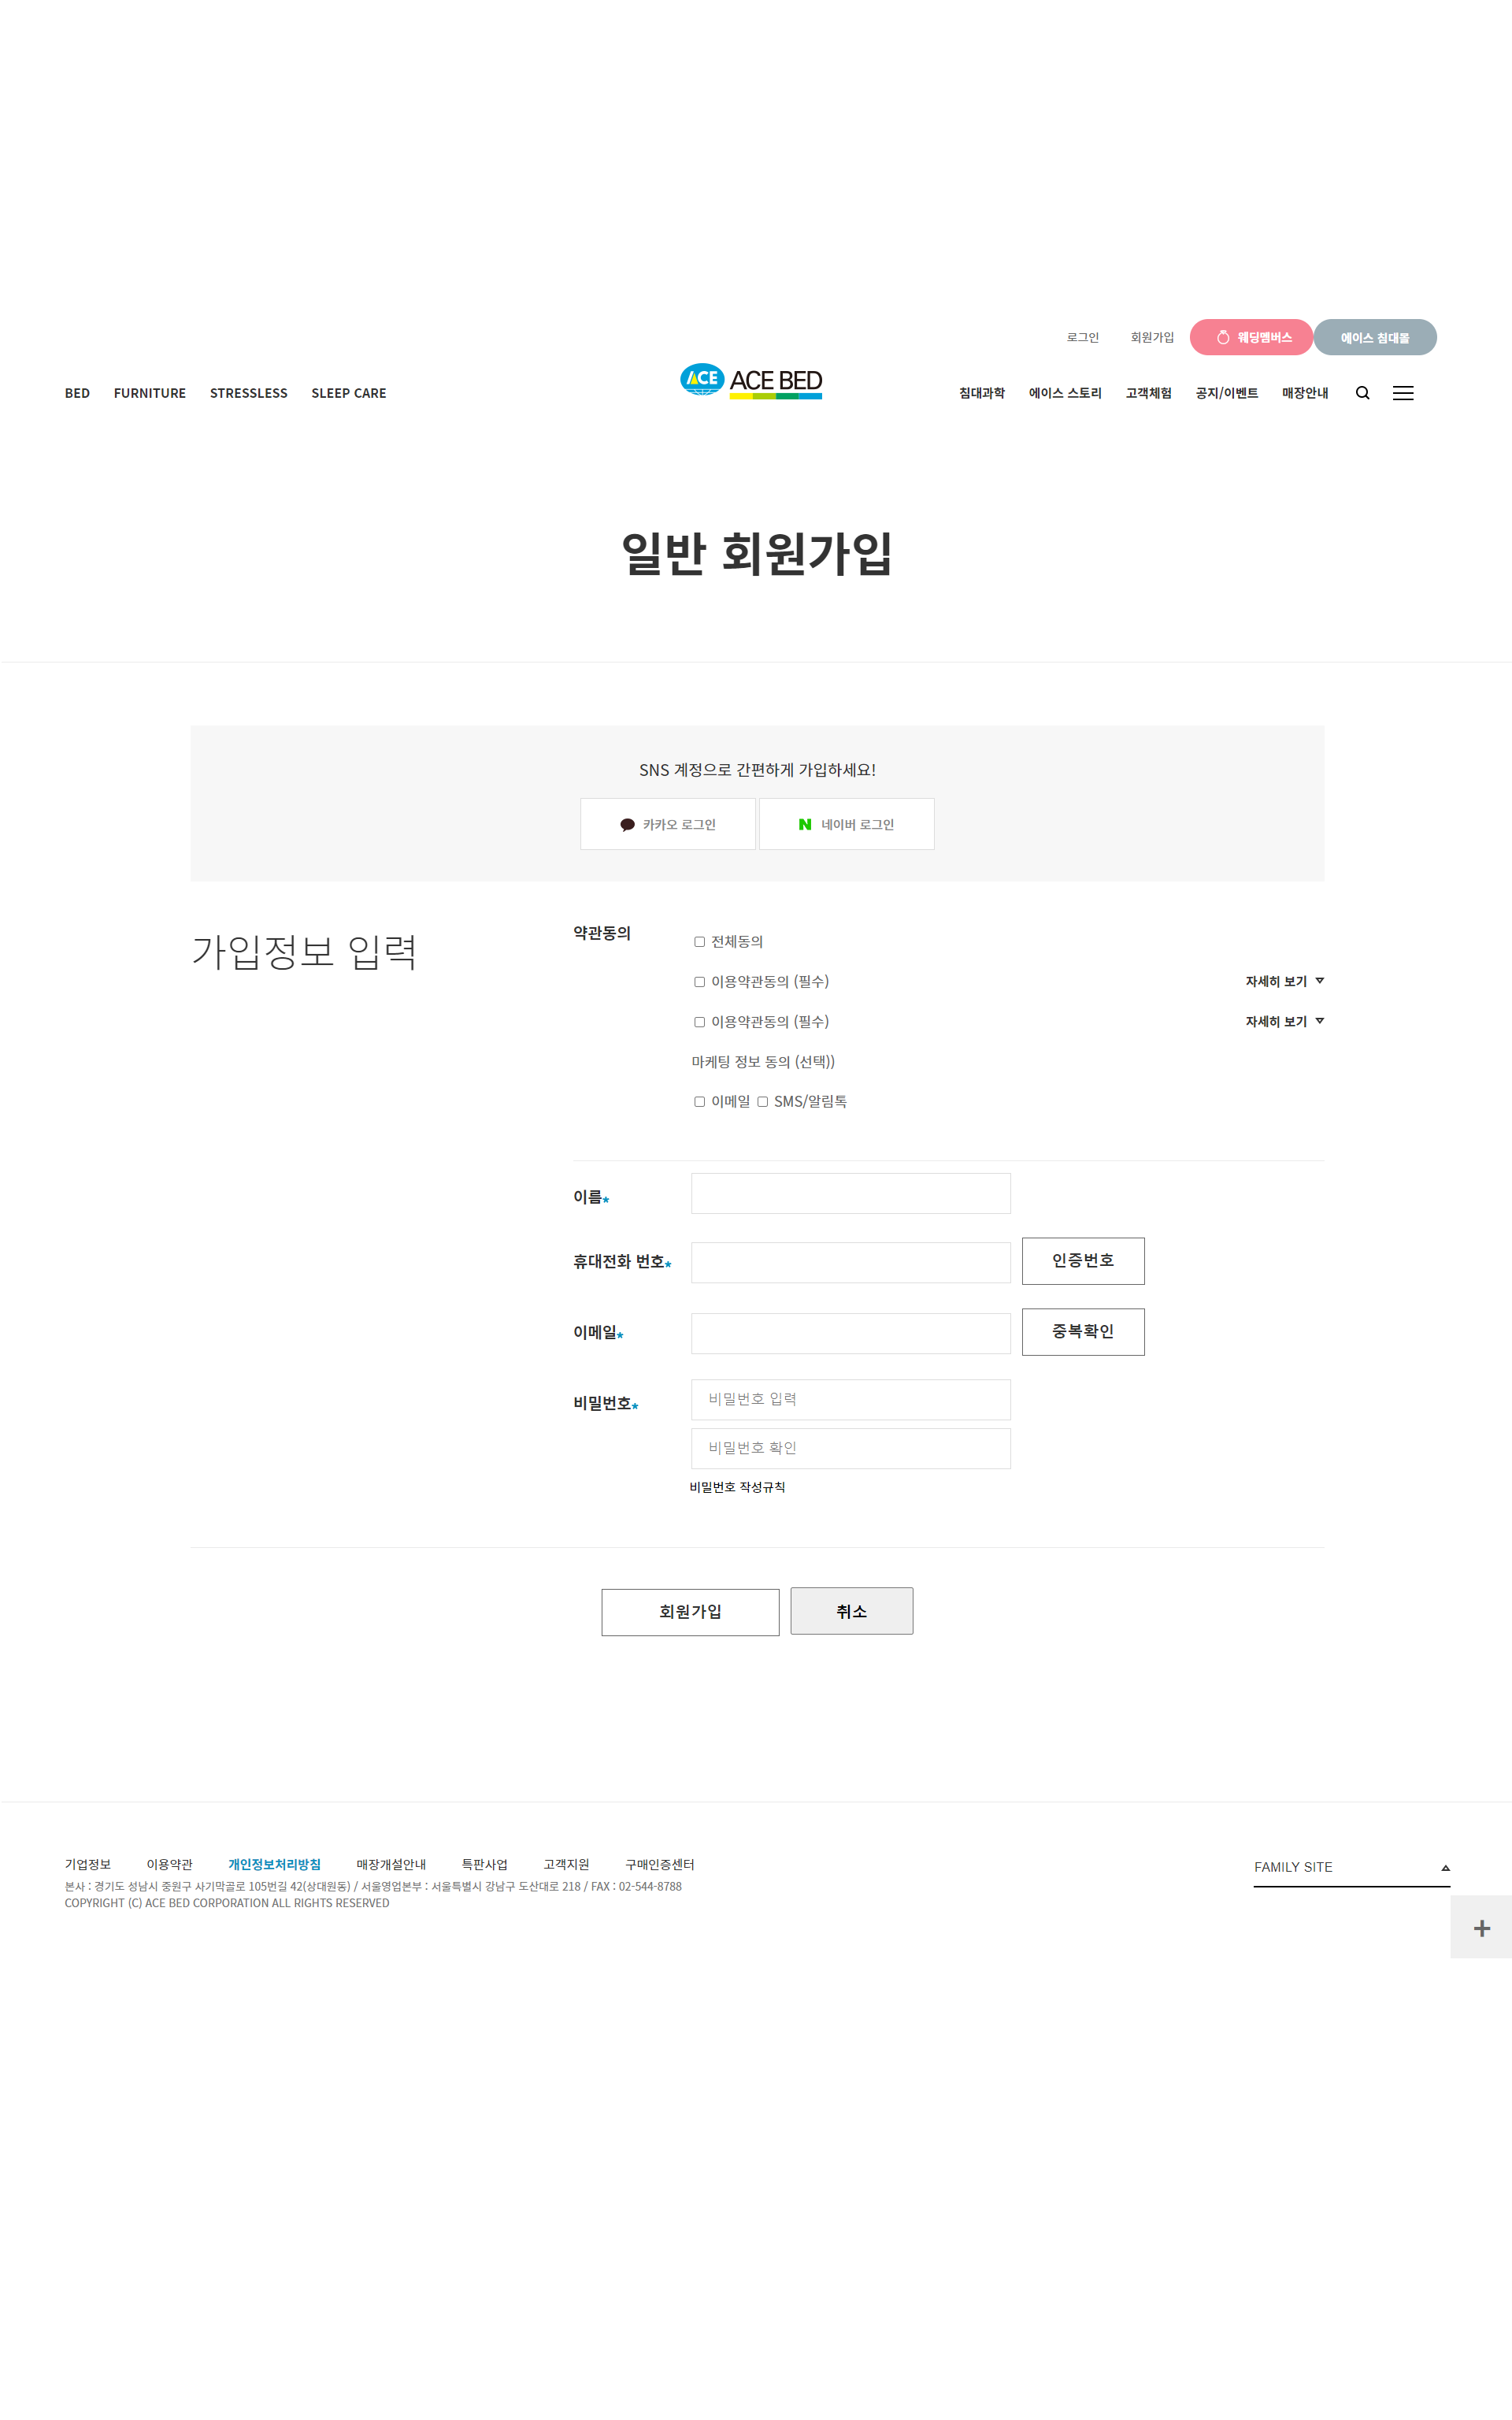 로그인 회원가입 웨딩멤버스 에이스 침대몰
BED FURNITURE STRESSLESS SLEEP CARE ACE ACE BED 침대과학 에이스 스토리 고객체험 공지/이벤트 매장안내
일반 회원가입
SNS 계정으로 간편하게 가입하세요!
카카오 로그인 네이버 로그인
가입정보 입력
약관동의
전체동의
이용약관동의 (필수) 자세히 보기
이용약관동의 (필수) 자세히 보기
마케팅 정보 동의 (선택))
이메일 SMS/알림톡
이름*
휴대전화 번호* 인증번호
이메일* 중복확인
비밀번호* 비밀번호 입력
비밀번호 확인
비밀번호 작성규칙
회원가입 취소
기업정보 이용약관 개인정보처리방침 매장개설안내 특판사업 고객지원 구매인증센터
FAMILY SITE
본사 : 경기도 성남시 중원구 사기막골로 105번길 42(상대원동) / 서울영업본부 : 서울특별시 강남구 도산대로 218 / FAX : 02-544-8788
COPYRIGHT (C) ACE BED CORPORATION ALL RIGHTS RESERVED
+